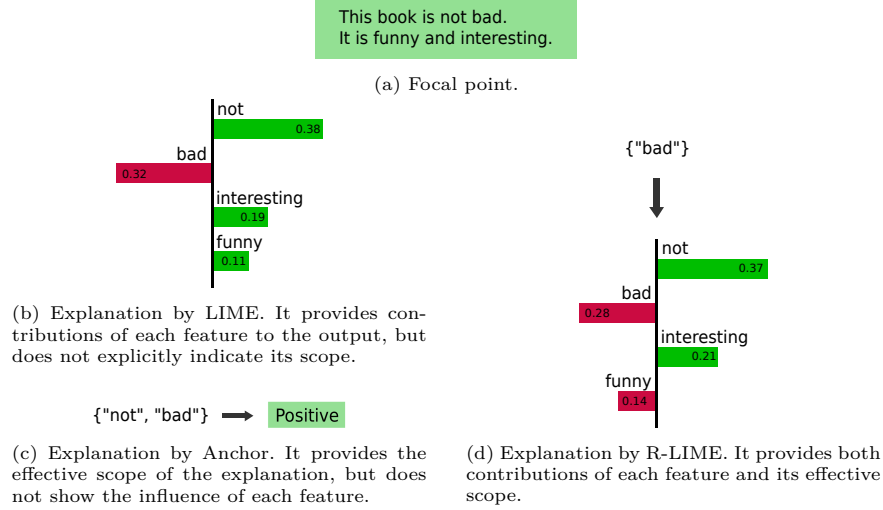 This book is not bad.
It is funny and interesting.
(a) Focal point.
not
0.38
bad
0.32
interesting
0.19
funny
0.11
(b) Explanation by LIME. It provides con-
tributions of each feature to the output, but
does not explicitly indicate its scope.
{"not", "bad"}
Positive
(c) Explanation by Anchor. It provides the
effective scope of the explanation, but does
not show the influence of each feature.
{"bad"}
not
0.37
bad
0.28
interesting
0.21
funny
0.14
(d) Explanation by R-LIME. It provides both
contributions of each feature and its effective
scope.